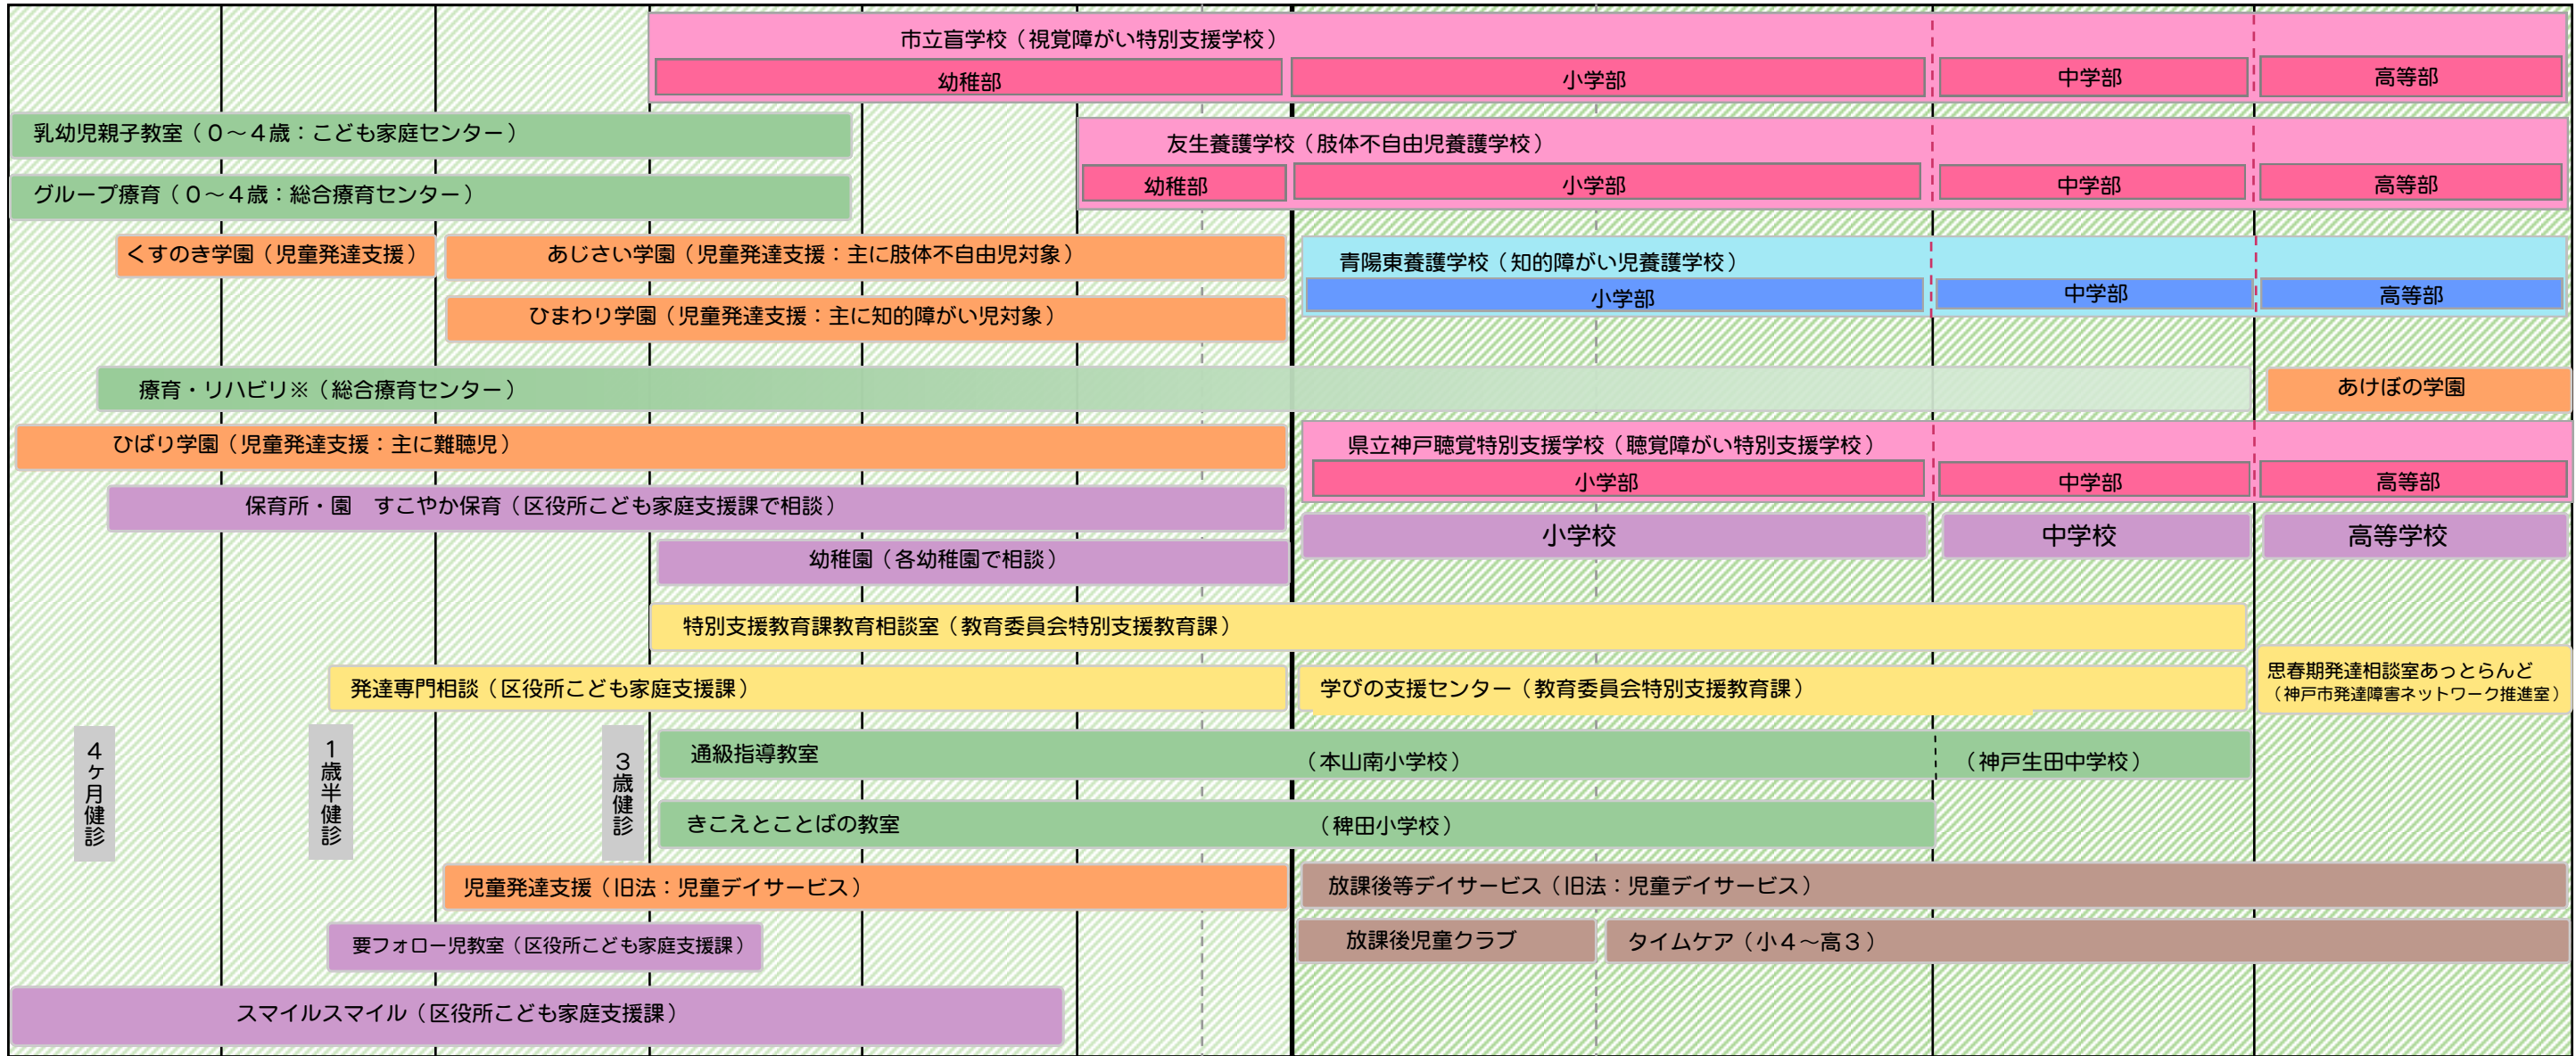 市立盲学校（視覚障がい特別支援学校）
幼稚部
小学部
中学部
高等部
乳幼児親子教室（０～４歳：こども家庭センター）
友生養護学校（肢体不自由児養護学校）
幼稚部
小学部
中学部
高等部
グループ療育（０～４歳：総合療育センター）
くすのき学園（児童発達支援）
あじさい学園（児童発達支援：主に肢体不自由児対象）
青陽東養護学校（知的障がい児養護学校）
小学部
中学部
高等部
ひまわり学園（児童発達支援：主に知的障がい児対象）
療育・リハビリ※（総合療育センター）
あけぼの学園
ひばり学園（児童発達支援：主に難聴児）
県立神戸聴覚特別支援学校（聴覚障がい特別支援学校）
小学部
中学部
高等部
保育所・園　すこやか保育（区役所こども家庭支援課で相談）
小学校
中学校
高等学校
幼稚園（各幼稚園で相談）
特別支援教育課教育相談室（教育委員会特別支援教育課）
発達専門相談（区役所こども家庭支援課）
学びの支援センター（教育委員会特別支援教育課）
思春期発達相談室あっとらんど
（神戸市発達障害ネットワーク推進室）
４ヶ月健診
１歳半健診
３歳健診
通級指導教室
（本山南小学校）
（神戸生田中学校）
きこえとことばの教室
（稗田小学校）
児童発達支援（旧法：児童デイサービス）
放課後等デイサービス（旧法：児童デイサービス）
要フォロー児教室（区役所こども家庭支援課）
放課後児童クラブ
タイムケア（小４～高３）
スマイルスマイル（区役所こども家庭支援課）